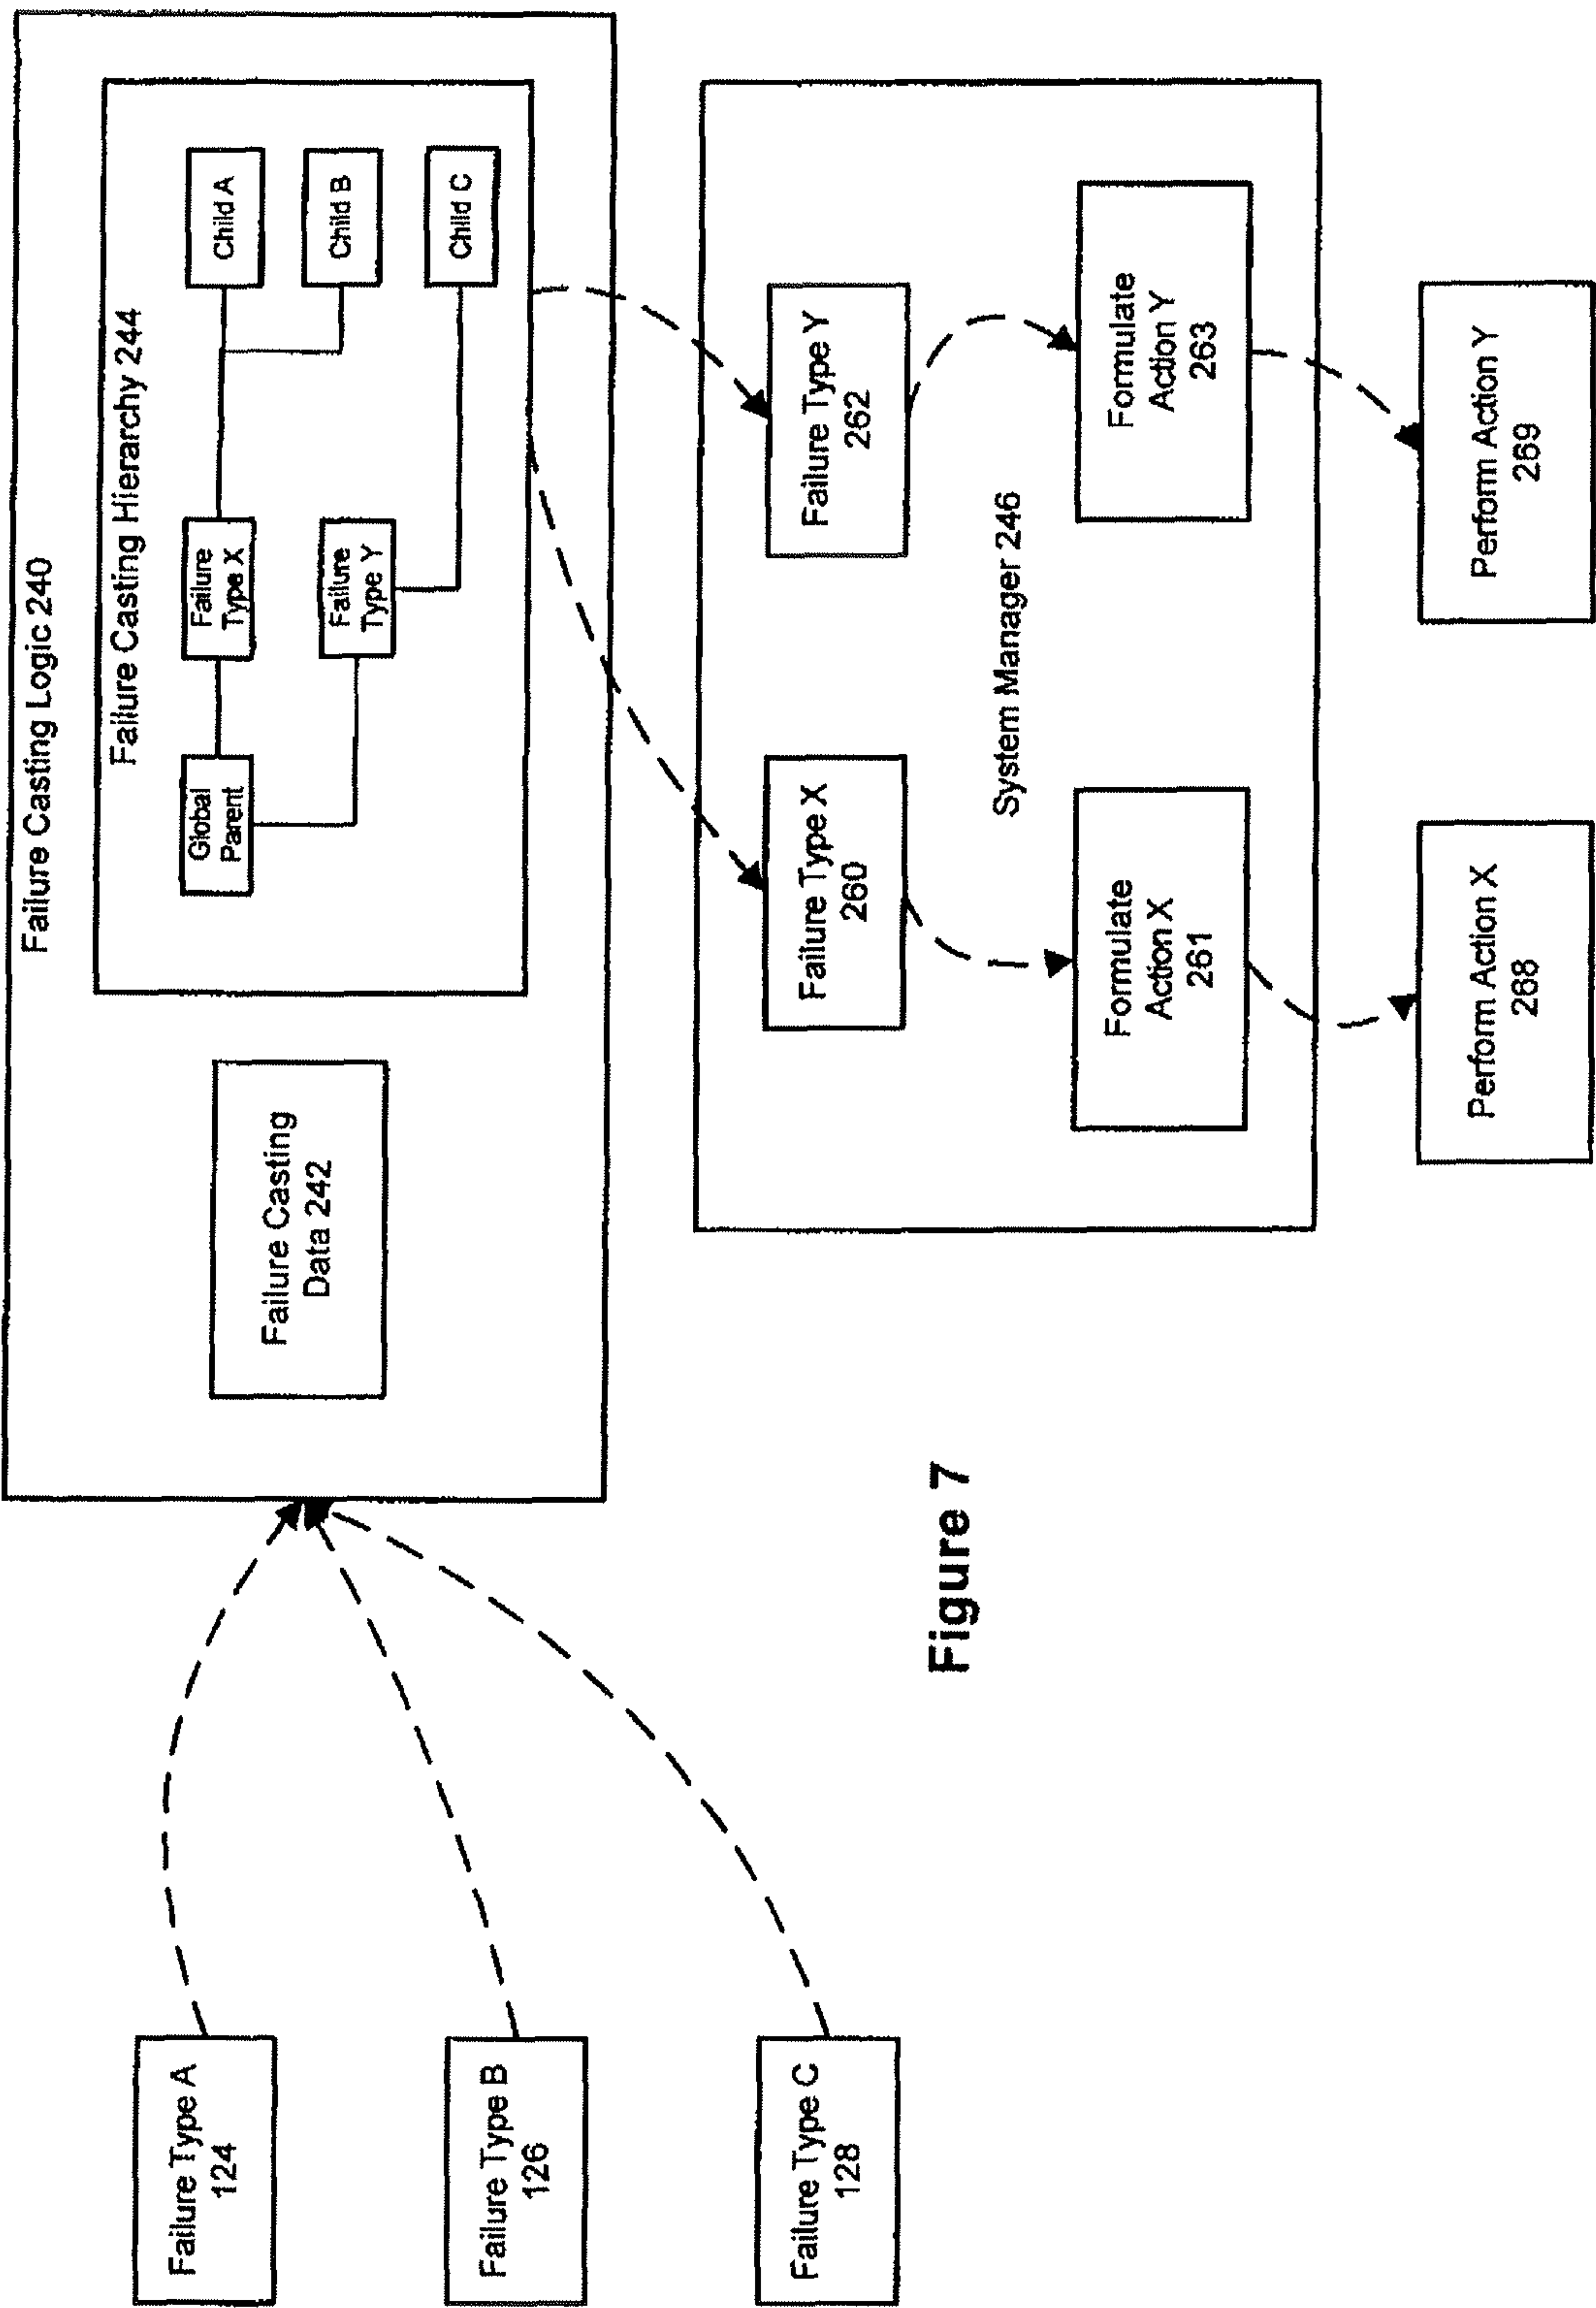 Failure Type A
124
Failure Type B
126
Failure Type C
128
Failure Casting Logic 240
Failure Casting
Data 242
Failure Casting Hierarchy 244
Global
Parent
Failure
Type X
Failure
Type Y
Child A
Child B
Child C
Failure Type X
260
Failure Type Y
262
System Manager 246
Formulate
Action X
261
Formulate
Action Y
263
Perform Action X
268
Perform Action Y
269
Figure 7